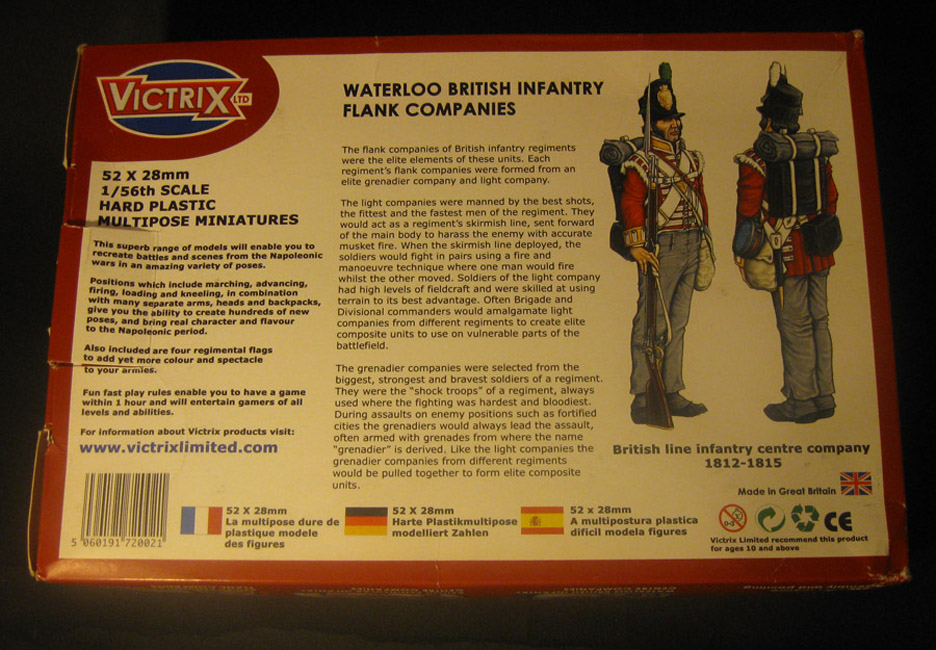 VICTRIX LTD
52 X 28mm
1/56th SCALE
HARD PLASTIC
MULTIPOSE MINIATURES
This superb range of models will enable you to
recreate battles and scenes from the Napoleonic
wars in an amazing variety of poses.
Positions which include marching, advancing,
firing, loading and kneeling, in combination
with many separate arms, heads and backpacks,
give you the ability to create hundreds of new
poses, and bring real character and flavour
to the Napoleonic period.
Also included are four regimental flags
to add yet more colour and spectacle
to your armies.
Fun fast play rules enable you to have a game
within 1 hour and will entertain gamers of all
levels and abilities.
For information about Victrix products visit:
www.victrixlimited.com
5 060191 720021
WATERLOO BRITISH INFANTRY
FLANK COMPANIES
The flank companies of British infantry regiments
were the elite elements of these units. Each
regiment's flank companies were formed from an
elite grenadier company and light company.
The light companies were manned by the best shots,
the fittest and the fastest men of the regiment. They
would act as a regiment's skirmish line, sent forward
of the main body to harass the enemy with accurate
musket fire. When the skirmish line deployed, the
soldiers would fight in pairs using a fire and
manoeuvre technique where one man would fire
whilst the other moved. Soldiers of the light company
had high levels of fieldcraft and were skilled at using
terrain to its best advantage. Often Brigade and
Divisional commanders would amalgamate light
companies from different regiments to create elite
composite units to use on vulnerable parts of the
battlefield.
The grenadier companies were selected from the
biggest, strongest and bravest soldiers of a regiment.
They were the "shock troops" of a regiment, always
used where the fighting was hardest and bloodiest.
During assaults on enemy positions such as fortified
cities the grenadiers would always lead the assault,
often armed with grenades from where the name
"grenadier" is derived. Like the light companies the
grenadier companies from different regiments
would be pulled together to form elite composite
units.
British line infantry centre company
1812-1815
Made in Great Britain
52 X 28mm
La multipose dure de
plastique modele
des figures
52 X 28mm
Harte Plastikmultipose
modelliert Zahlen
52 x 28mm
A multipostura plastica
dificil modela figures
0-3
CE
Victrix Limited recommend this product
for ages 10 and above